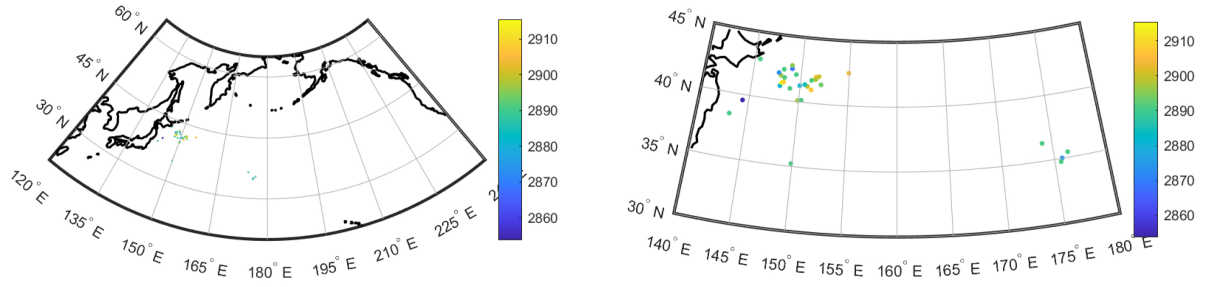 60° N
45° N
30° N
120° E
135° E
150° E
165° E
180° E
195° E
210° E
225° E
2910
2900
2890
2880
2870
2860
45° N
40° N
35° N
30° N
140° E
145° E
150° E
155° E
160° E
165° E
170° E
175° E
180° E
2910
2900
2890
2880
2870
2860